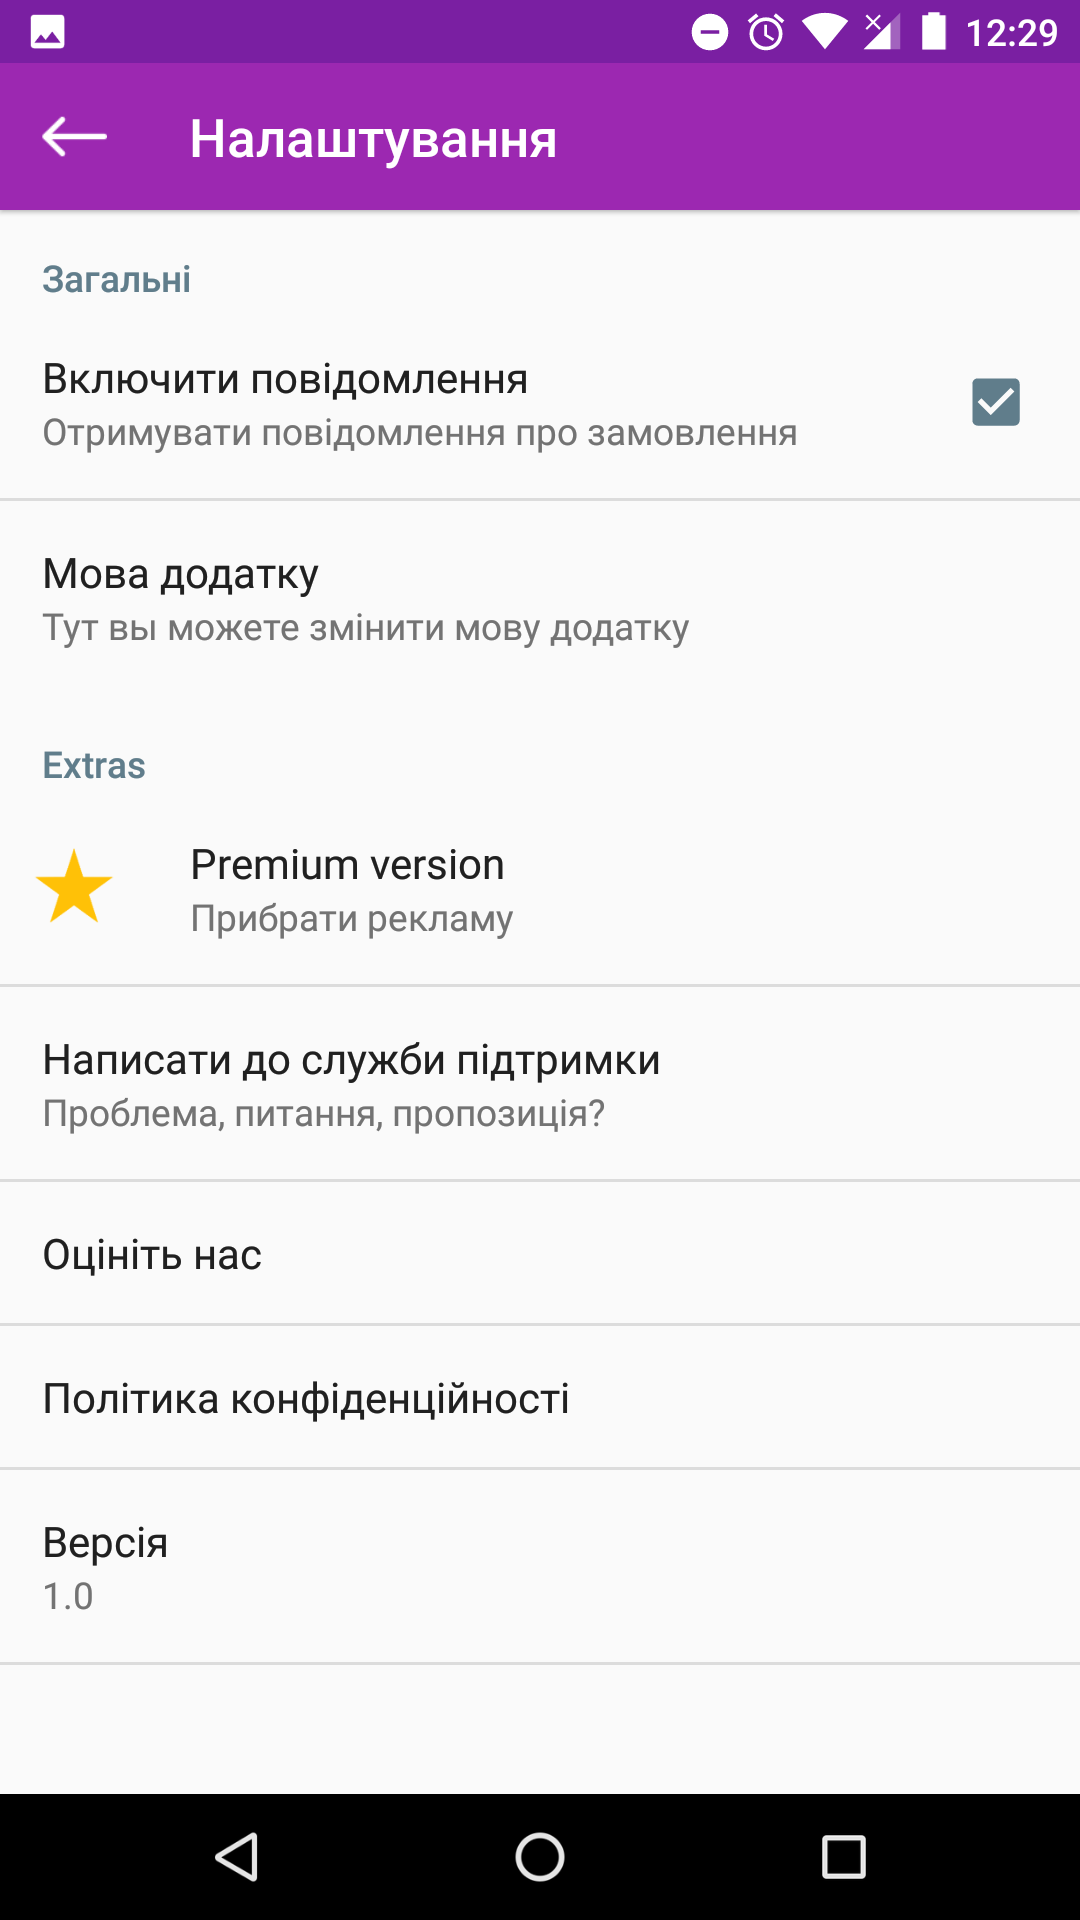 12:29
Налаштування
Загальні
Включити повідомлення
Отримувати повідомлення про замовлення
Мова додатку
Тут вы можете змінити мову додатку
Extras
Premium version
Прибрати рекламу
Написати до служби підтримки
Проблема, питання, пропозиція?
Оцініть нас
Політика конфіденційності
Версія
1.0